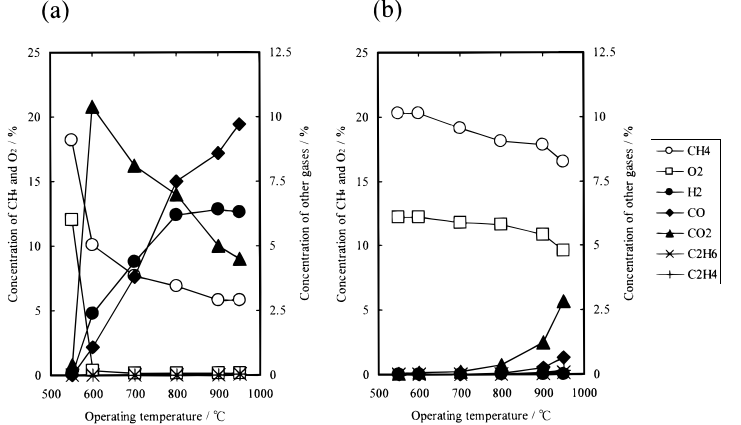 (a)
(b)
25
20
15
10
5
0
12.5
10
7.5
5
2.5
0
500 600 700 800 900 1000
Concentration of CH4 and O2 / %
Concentration of other gases / %
Operating temperature / ℃
25
20
15
10
5
0
12.5
10
7.5
5
2.5
0
500 600 700 800 900 1000
Concentration of CH4 and O2 / %
Concentration of other gases / %
Operating temperature / ℃
CH4
O2
H2
CO
CO2
C2H6
C2H4